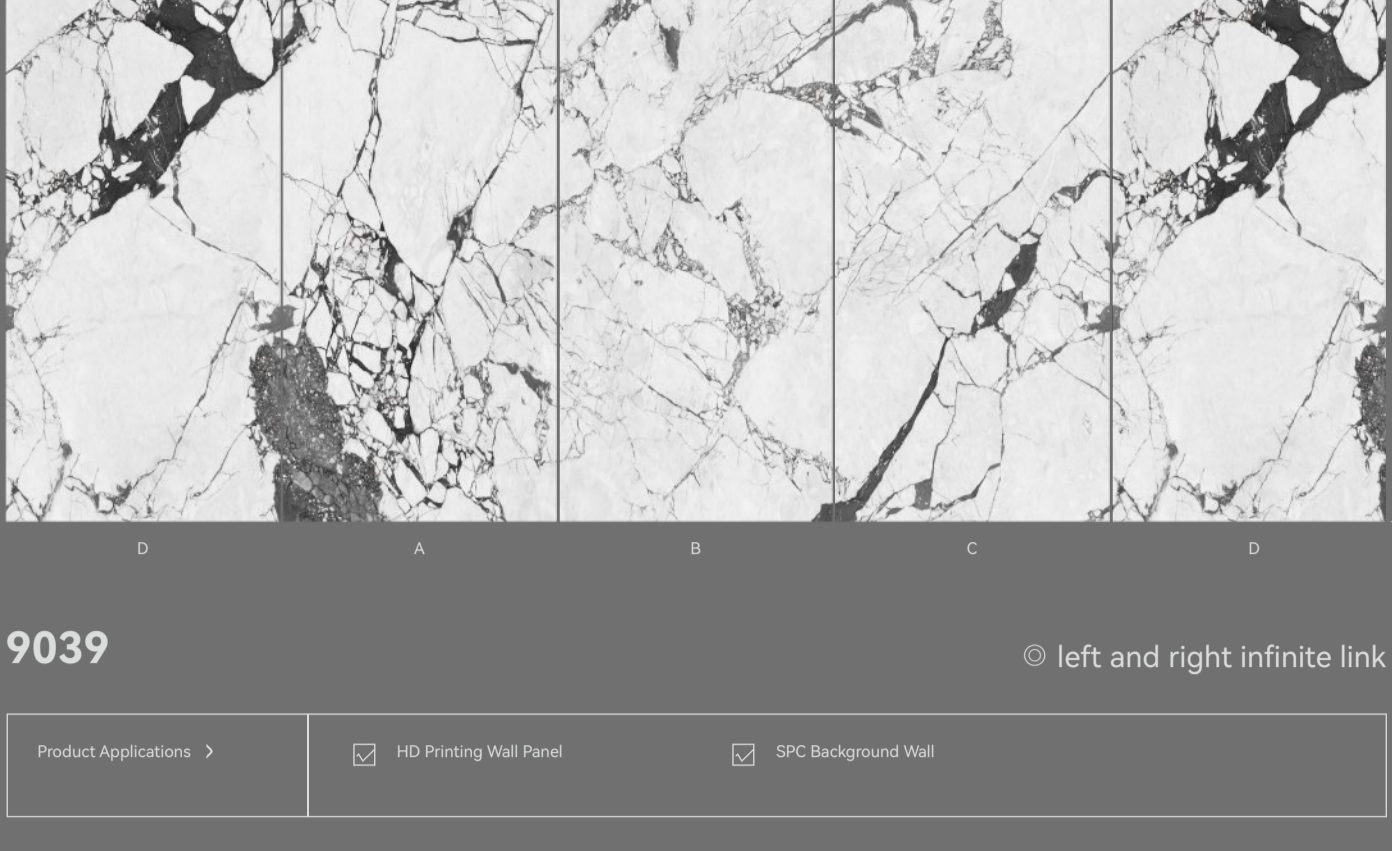 D A B C D
9039
left and right infinite link
Product Applications HD Printing Wall Panel SPC Background Wall